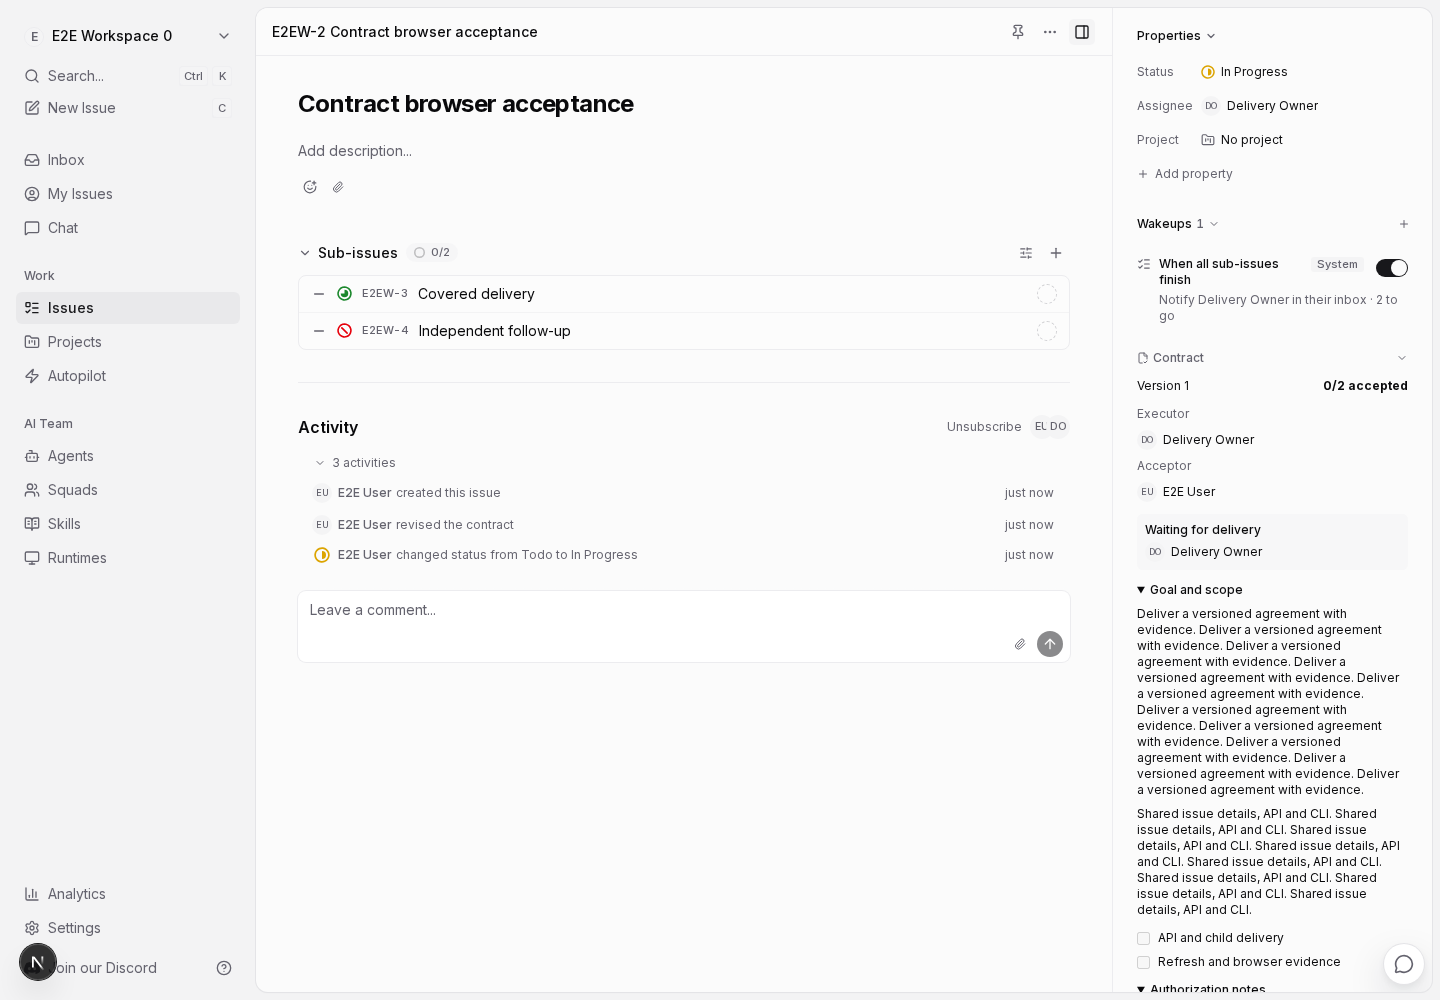 E E2E Workspace 0
Search... Ctrl K
New Issue C
Inbox
My Issues
Chat
Work
Issues
Projects
Autopilot
AI Team
Agents
Squads
Skills
Runtimes
Analytics
Settings
Join our Discord
N
E2EW-2 Contract browser acceptance
Contract browser acceptance
Add description...
Sub-issues 0/2
E2EW-3 Covered delivery
E2EW-4 Independent follow-up
Activity Unsubscribe EU DO
3 activities
EU E2E User created this issue just now
EU E2E User revised the contract just now
E2E User changed status from Todo to In Progress just now
Leave a comment...
Properties
Status In Progress
Assignee DO Delivery Owner
Project No project
Add property
Wakeups 1
When all sub-issues System
finish
Notify Delivery Owner in their inbox · 2 to
go
Contract
Version 1 0/2 accepted
Executor
DO Delivery Owner
Acceptor
EU E2E User
Waiting for delivery
DO Delivery Owner
Goal and scope
Deliver a versioned agreement with
evidence. Deliver a versioned agreement
with evidence. Deliver a versioned
agreement with evidence. Deliver a
versioned agreement with evidence. Deliver
a versioned agreement with evidence.
Deliver a versioned agreement with
evidence. Deliver a versioned agreement
with evidence. Deliver a versioned
agreement with evidence. Deliver a
versioned agreement with evidence. Deliver
a versioned agreement with evidence.
Shared issue details, API and CLI. Shared
issue details, API and CLI. Shared issue
details, API and CLI. Shared issue details, API
and CLI. Shared issue details, API and CLI.
Shared issue details, API and CLI. Shared
issue details, API and CLI. Shared issue
details, API and CLI.
API and child delivery
Refresh and browser evidence
Authorization notes